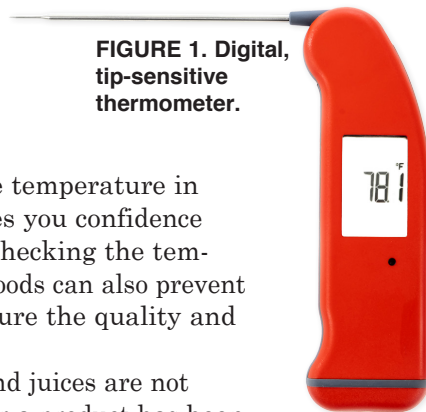 FIGURE 1. Digital,
tip-sensitive
thermometer.
°F
78.1
temperature in
es you confidence
hecking the tem-
oods can also prevent
ure the quality and
nd juices are not